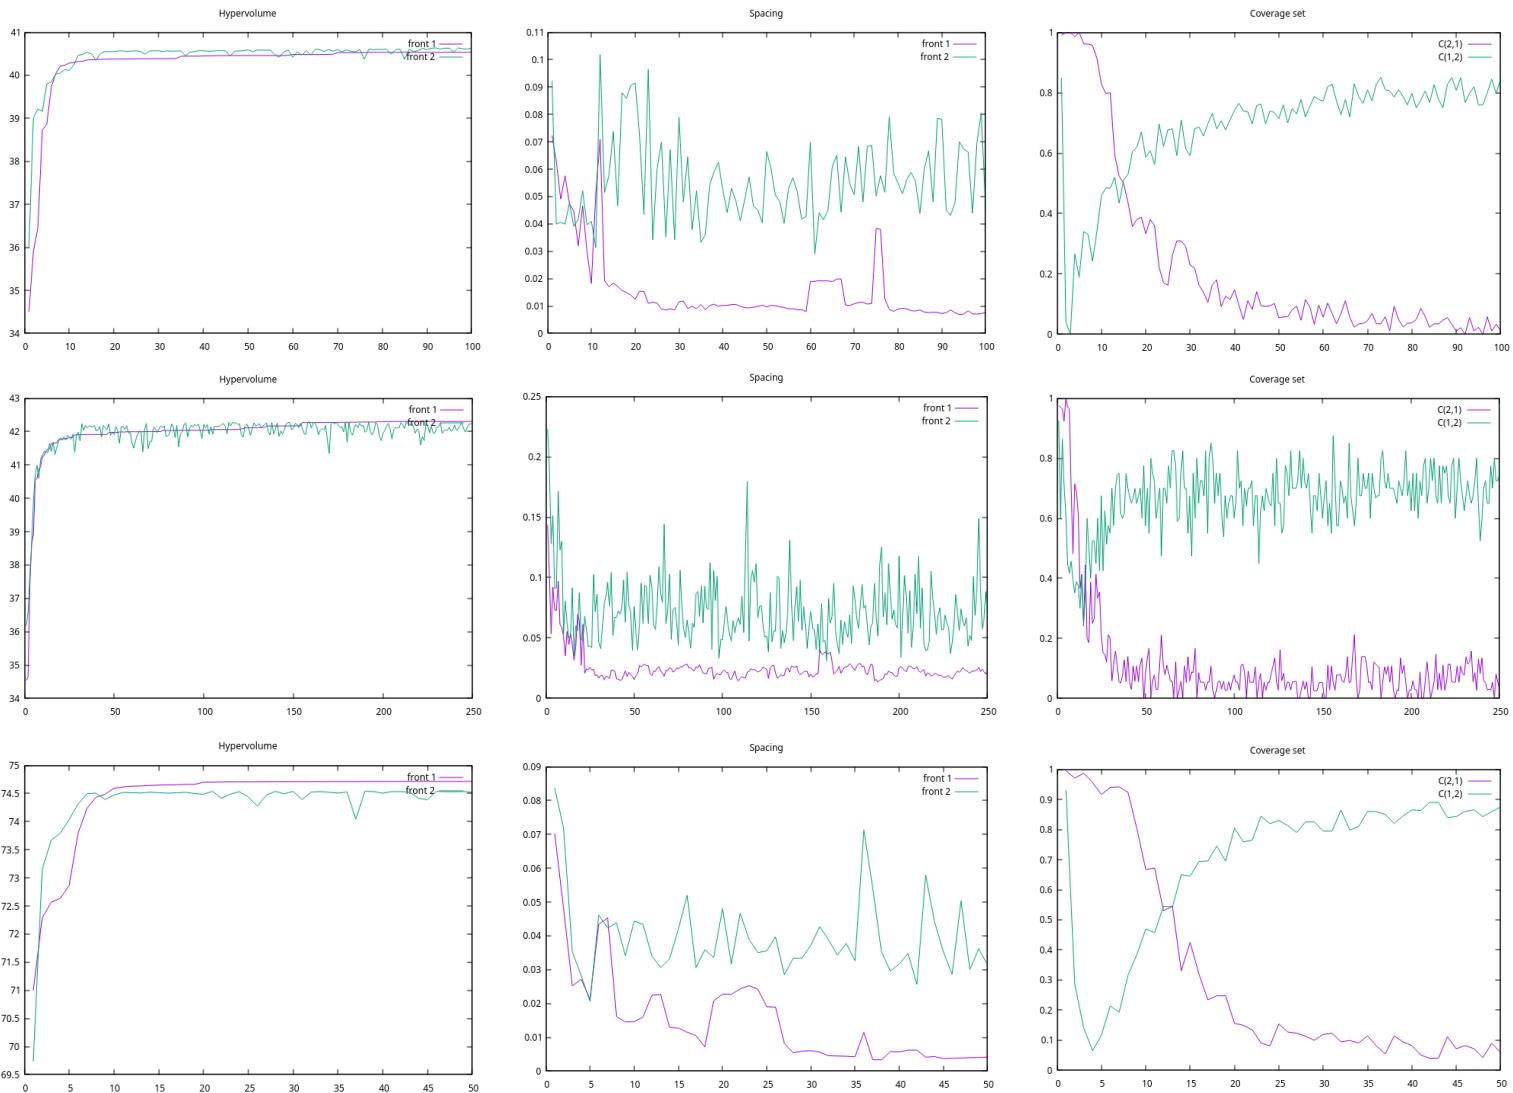 Hypervolume
41
40
39
38
37
36
35
34
0 10 20 30 40 50 60 70 80 90 100
front 1
front 2
Spacing
0.11
0.1
0.09
0.08
0.07
0.06
0.05
0.04
0.03
0.02
0.01
0
0 10 20 30 40 50 60 70 80 90 100
front 1
front 2
Coverage set
1
0.8
0.6
0.4
0.2
0
0 10 20 30 40 50 60 70 80 90 100
C(2,1)
C(1,2)
Hypervolume
43
42
41
40
39
38
37
36
35
34
0 50 100 150 200 250
front 1
front 2
Spacing
0.25
0.2
0.15
0.1
0.05
0
0 50 100 150 200 250
front 1
front 2
Coverage set
1
0.8
0.6
0.4
0.2
0
0 50 100 150 200 250
C(2,1)
C(1,2)
Hypervolume
75
74.5
74
73.5
73
72.5
72
71.5
71
70.5
70
69.5
0 5 10 15 20 25 30 35 40 45 50
front 1
front 2
Spacing
0.09
0.08
0.07
0.06
0.05
0.04
0.03
0.02
0.01
0
0 5 10 15 20 25 30 35 40 45 50
front 1
front 2
Coverage set
1
0.9
0.8
0.7
0.6
0.5
0.4
0.3
0.2
0.1
0
0 5 10 15 20 25 30 35 40 45 50
C(2,1)
C(1,2)